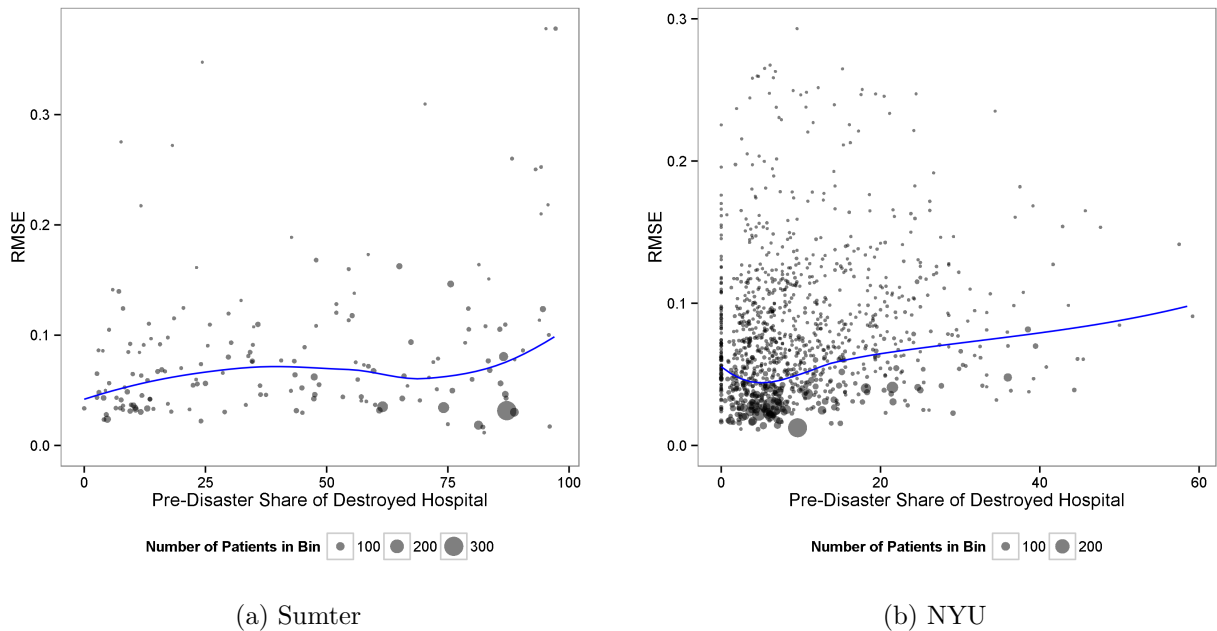 RMSE
0.3
0.2
0.1
0.0
0 25 50 75 100
Pre-Disaster Share of Destroyed Hospital
Number of Patients in Bin 100 200 300
(a) Sumter
RMSE
0.3
0.2
0.1
0.0
0 20 40 60
Pre-Disaster Share of Destroyed Hospital
Number of Patients in Bin 100 200
(b) NYU